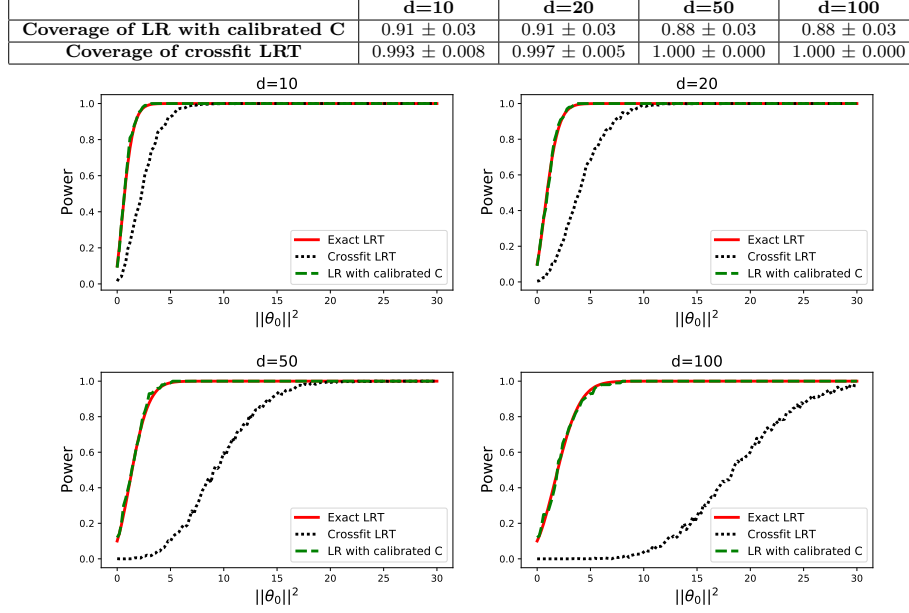 d=10 d=20 d=50 d=100
Coverage of LR with calibrated C 0.91 ± 0.03 0.91 ± 0.03 0.88 ± 0.03 0.88 ± 0.03
Coverage of crossfit LRT 0.993 ± 0.008 0.997 ± 0.005 1.000 ± 0.000 1.000 ± 0.000
d=10
1.0
0.8
0.6
0.4
0.2
0.0
Power
Exact LRT
Crossfit LRT
LR with calibrated C
0 5 10 15 20 25 30
||θ₀||²
d=20
1.0
0.8
0.6
0.4
0.2
0.0
Power
Exact LRT
Crossfit LRT
LR with calibrated C
0 5 10 15 20 25 30
||θ₀||²
d=50
1.0
0.8
0.6
0.4
0.2
0.0
Power
Exact LRT
Crossfit LRT
LR with calibrated C
0 5 10 15 20 25 30
||θ₀||²
d=100
1.0
0.8
0.6
0.4
0.2
0.0
Power
Exact LRT
Crossfit LRT
LR with calibrated C
0 5 10 15 20 25 30
||θ₀||²